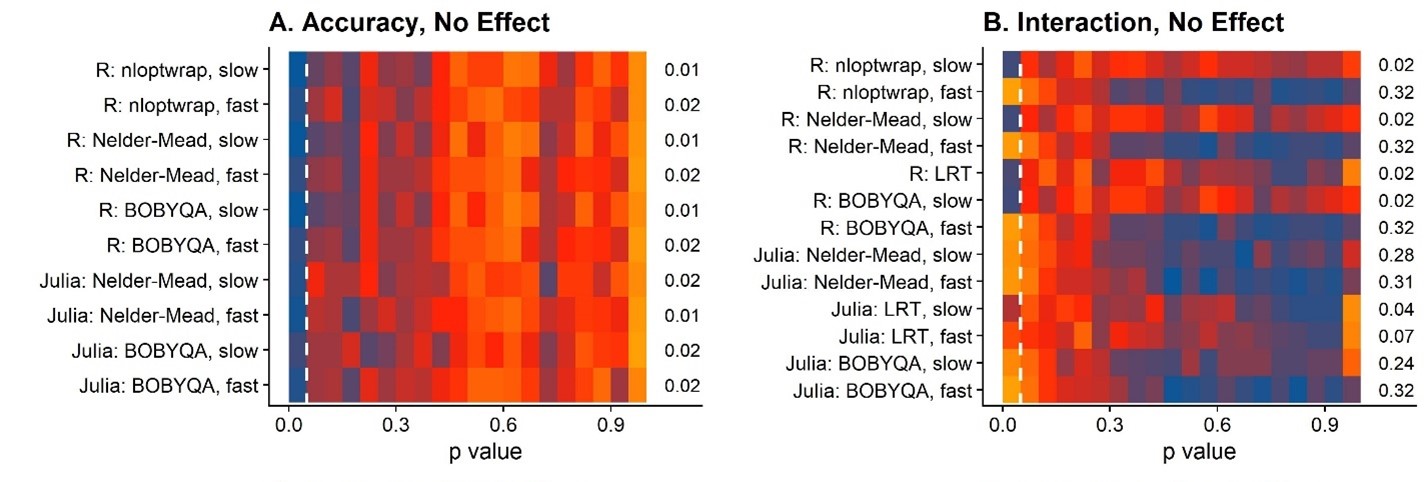 A. Accuracy, No Effect
R: nloptwrap, slow 0.01
R: nloptwrap, fast 0.02
R: Nelder-Mead, slow 0.01
R: Nelder-Mead, fast 0.02
R: BOBYQA, slow 0.01
R: BOBYQA, fast 0.02
Julia: Nelder-Mead, slow 0.02
Julia: Nelder-Mead, fast 0.01
Julia: BOBYQA, slow 0.02
Julia: BOBYQA, fast 0.02
0.0 0.3 0.6 0.9
p value
B. Interaction, No Effect
R: nloptwrap, slow 0.02
R: nloptwrap, fast 0.32
R: Nelder-Mead, slow 0.02
R: Nelder-Mead, fast 0.32
R: LRT 0.02
R: BOBYQA, slow 0.02
R: BOBYQA, fast 0.32
Julia: Nelder-Mead, slow 0.28
Julia: Nelder-Mead, fast 0.31
Julia: LRT, slow 0.04
Julia: LRT, fast 0.07
Julia: BOBYQA, slow 0.24
Julia: BOBYQA, fast 0.32
0.0 0.3 0.6 0.9
p value